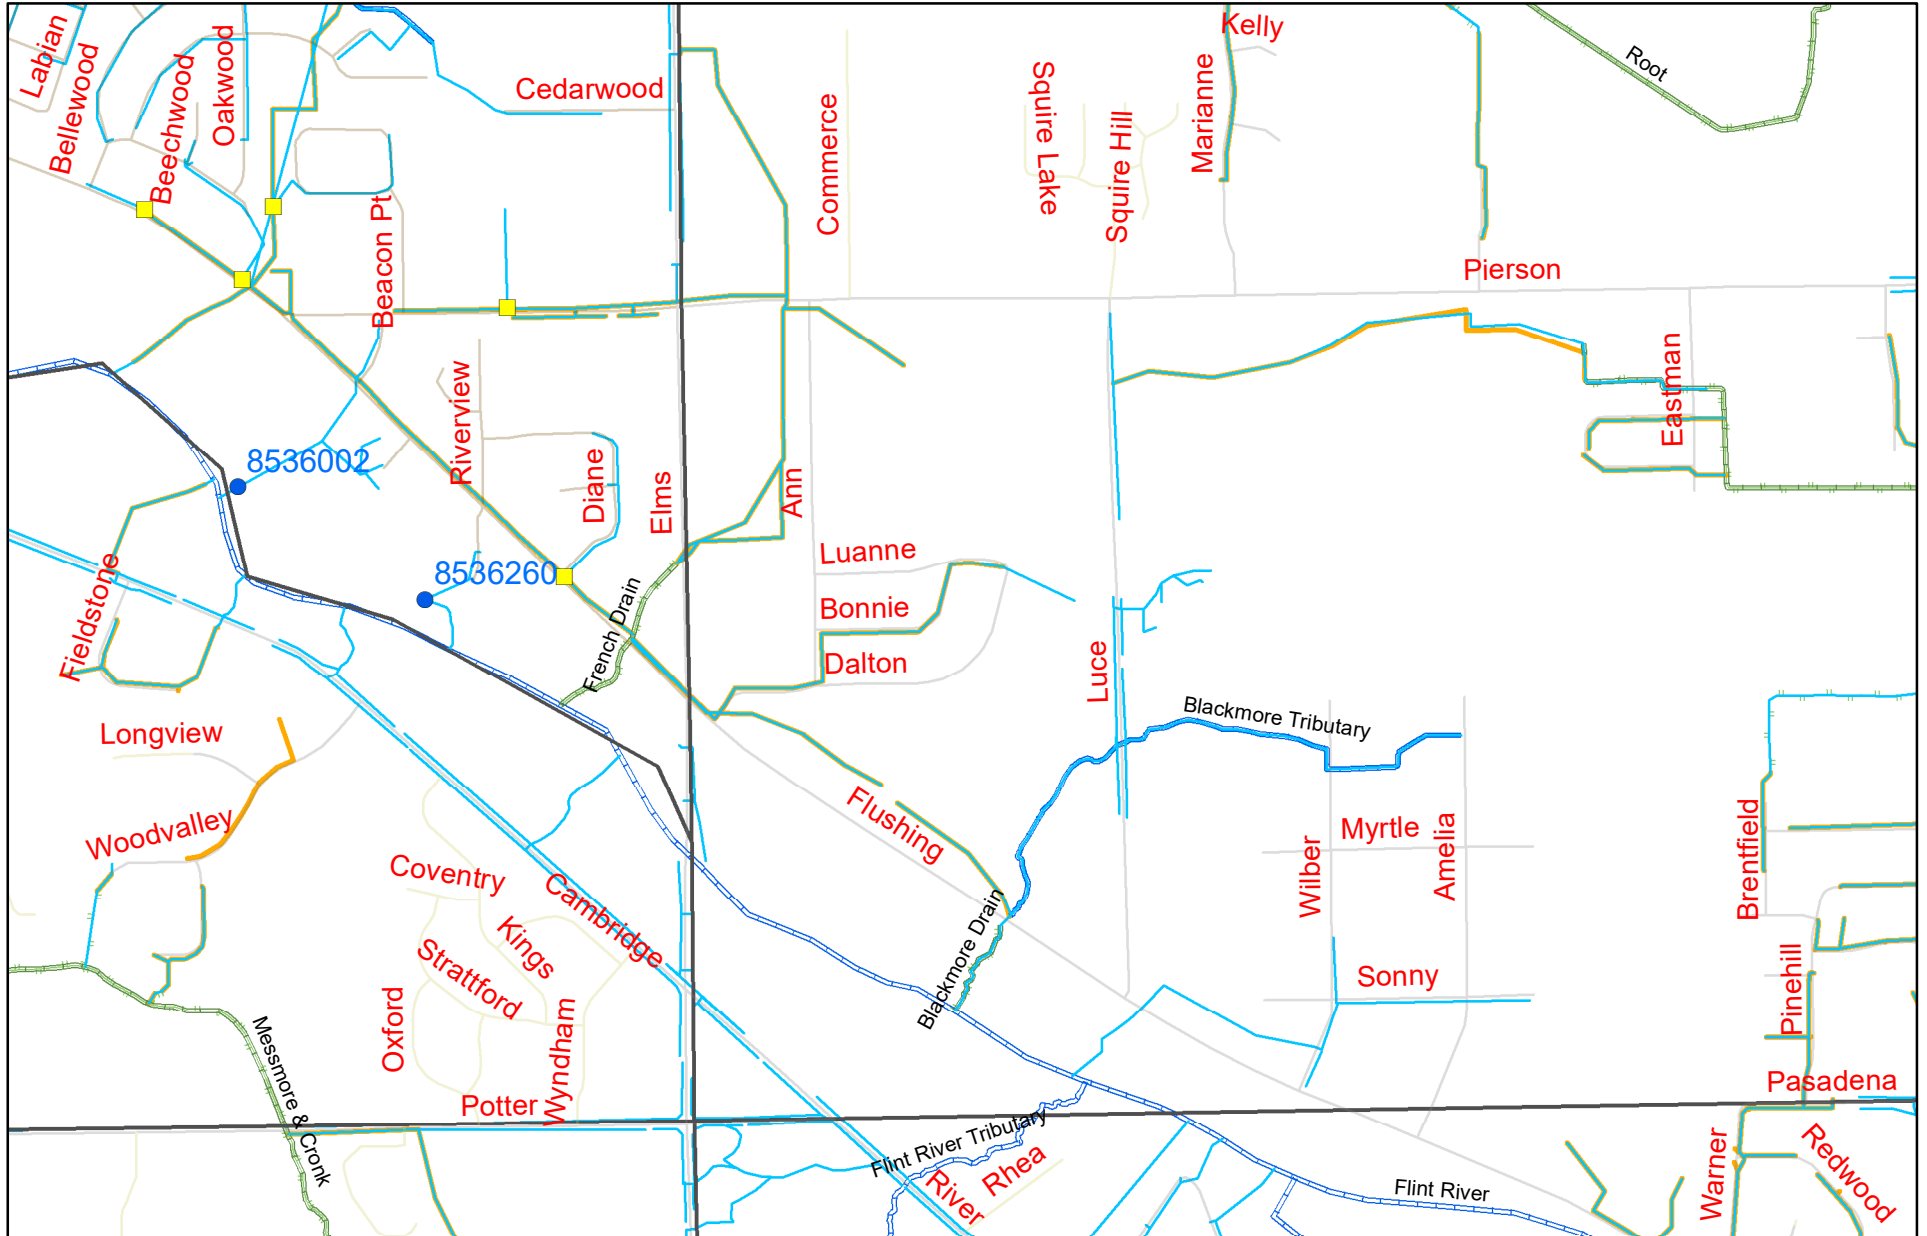 Labian
Bellewood
Beechwood
Oakwood
Cedarwood
Commerce
Squire Lake
Squire Hill
Marianne
Kelly
Root
Beacon Pt
Pierson
Riverview
Diane
Elms
Ann
Eastman
8536002
8536260
Fieldstone
French Drain
Luanne
Bonnie
Dalton
Luce
Blackmore Tributary
Longview
Woodvalley
Flushing
Coventry
Cambridge
Kings
Strattford
Oxford
Wyndham
Potter
Messmore & Cronk
Blackmore Drain
Wilber
Myrtle
Amelia
Sonny
Brentfield
Pinehill
Pasadena
Flint River Tributary
River
Rhea
Flint River
Warner
Redwood